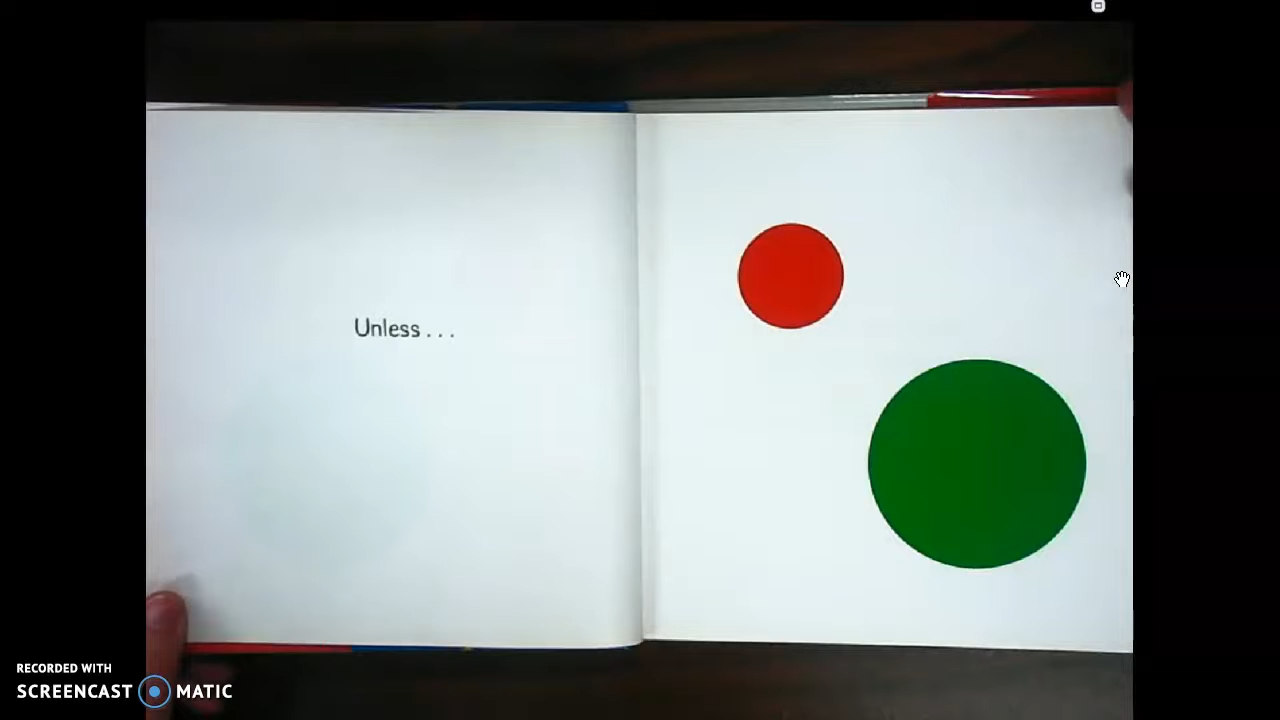 Unless . . .
RECORDED WITH
SCREENCAST MATIC